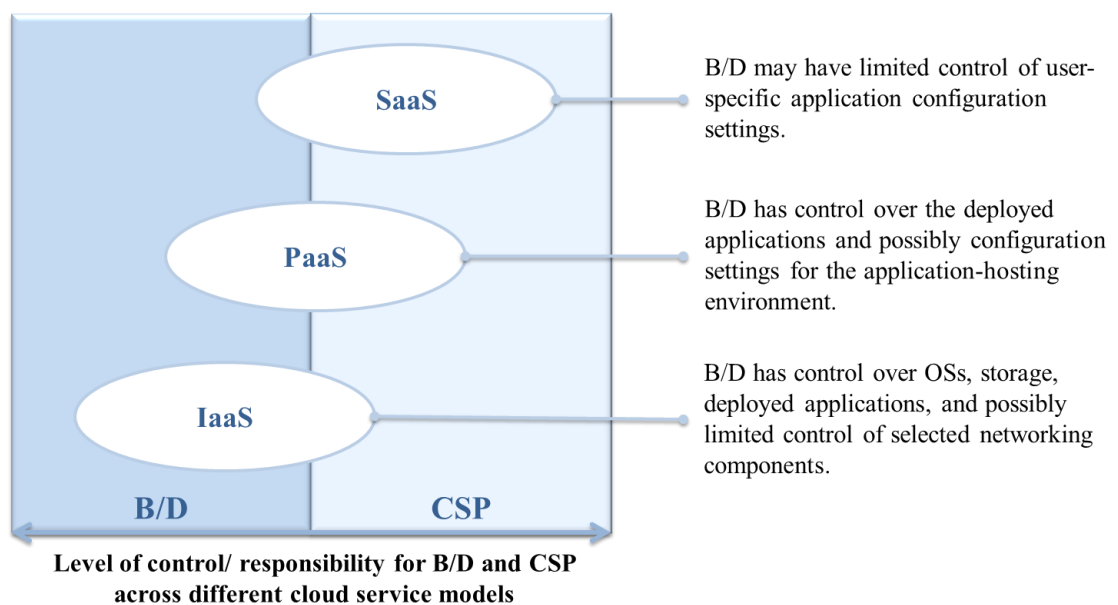 SaaS
B/D may have limited control of user-
specific application configuration
settings.
PaaS
B/D has control over the deployed
applications and possibly configuration
settings for the application-hosting
environment.
IaaS
B/D has control over OSs, storage,
deployed applications, and possibly
limited control of selected networking
components.
B/D
CSP
Level of control/ responsibility for B/D and CSP
across different cloud service models